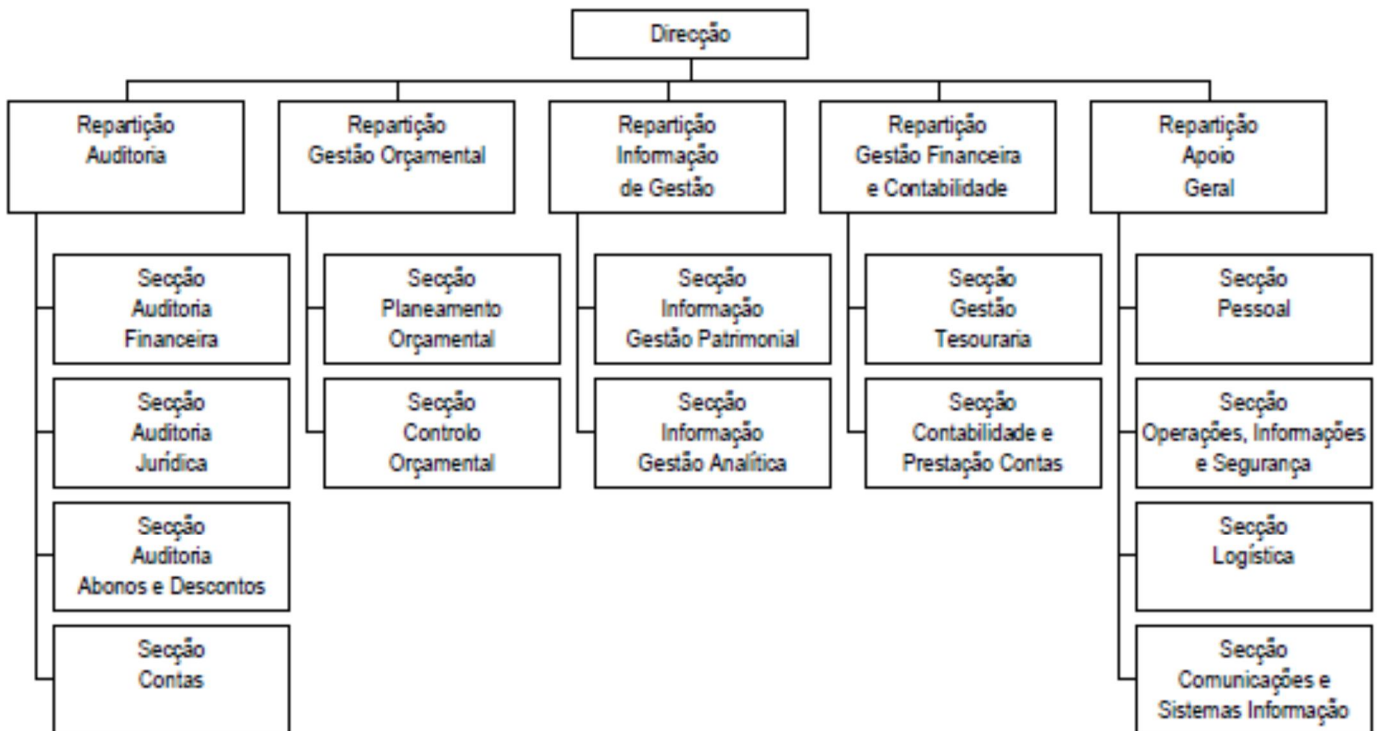 Direcção
Repartição
Auditoria
Repartição
Gestão Orçamental
Repartição
Informação
de Gestão
Repartição
Gestão Financeira
e Contabilidade
Repartição
Apoio
Geral
Secção
Auditoria
Financeira
Secção
Auditoria
Jurídica
Secção
Auditoria
Abonos e Descontos
Secção
Contas
Secção
Planeamento
Orçamental
Secção
Controlo
Orçamental
Secção
Informação
Gestão Patrimonial
Secção
Informação
Gestão Analítica
Secção
Gestão
Tesouraria
Secção
Contabilidade e
Prestação Contas
Secção
Pessoal
Secção
Operações, Informações
e Segurança
Secção
Logística
Secção
Comunicações e
Sistemas Informação